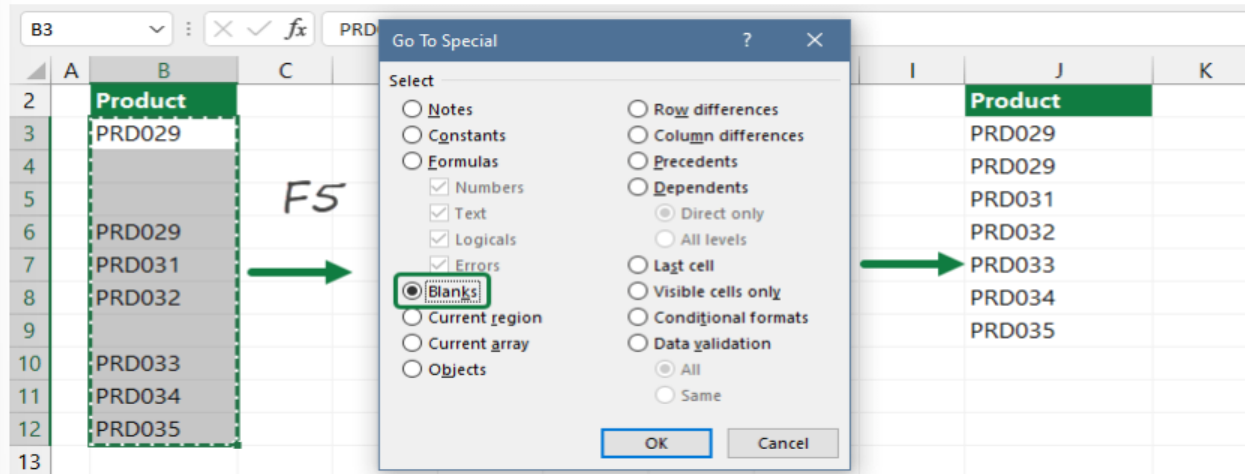 B3 fx PRD
Go To Special ? ×
A B C I J K
Select
2 Product Product
3 PRD029 PRD029
4 PRD029
5 PRD031
6 PRD029 PRD032
7 PRD031 PRD033
8 PRD032 PRD034
9 PRD035
10 PRD033
11 PRD034
12 PRD035
13
F5
Notes Row differences
Constants Column differences
Formulas Precedents
Numbers Dependents
Text Direct only
Logicals All levels
Errors Last cell
Blanks Visible cells only
Current region Conditional formats
Current array Data validation
Objects All
Same
OK Cancel